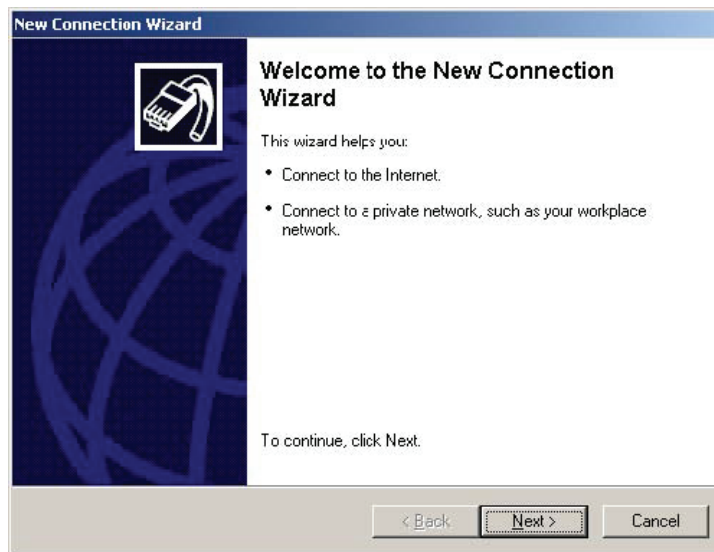 New Connection Wizard
Welcome to the New Connection
Wizard
This wizard helps you:
• Connect to the Internet.
• Connect to a private network, such as your workplace
network.
To continue, click Next.
< Back
Next >
Cancel